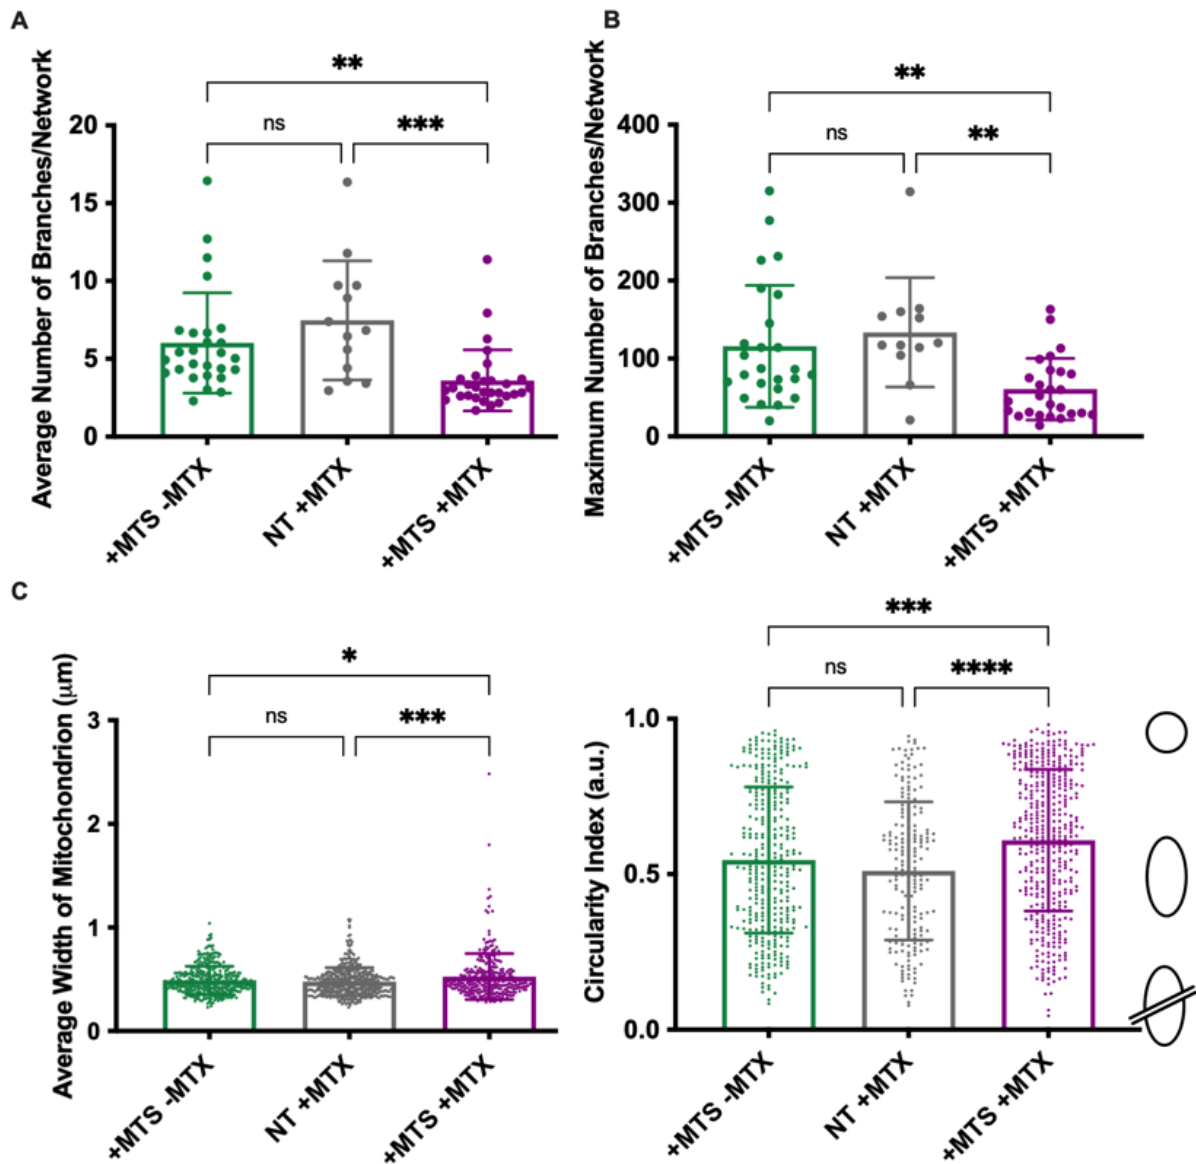 A
Average Number of Branches/Network
**
ns
***
20
15
10
5
0
+MTS -MTX
NT +MTX
+MTS +MTX
B
Maximum Number of Branches/Network
**
ns
**
400
300
200
100
0
+MTS -MTX
NT +MTX
+MTS +MTX
C
Average Width of Mitochondrion (μm)
*
ns
***
3
2
1
0
+MTS -MTX
NT +MTX
+MTS +MTX
Circularity Index (a.u.)
***
ns
****
1.0
0.5
0.0
+MTS -MTX
NT +MTX
+MTS +MTX